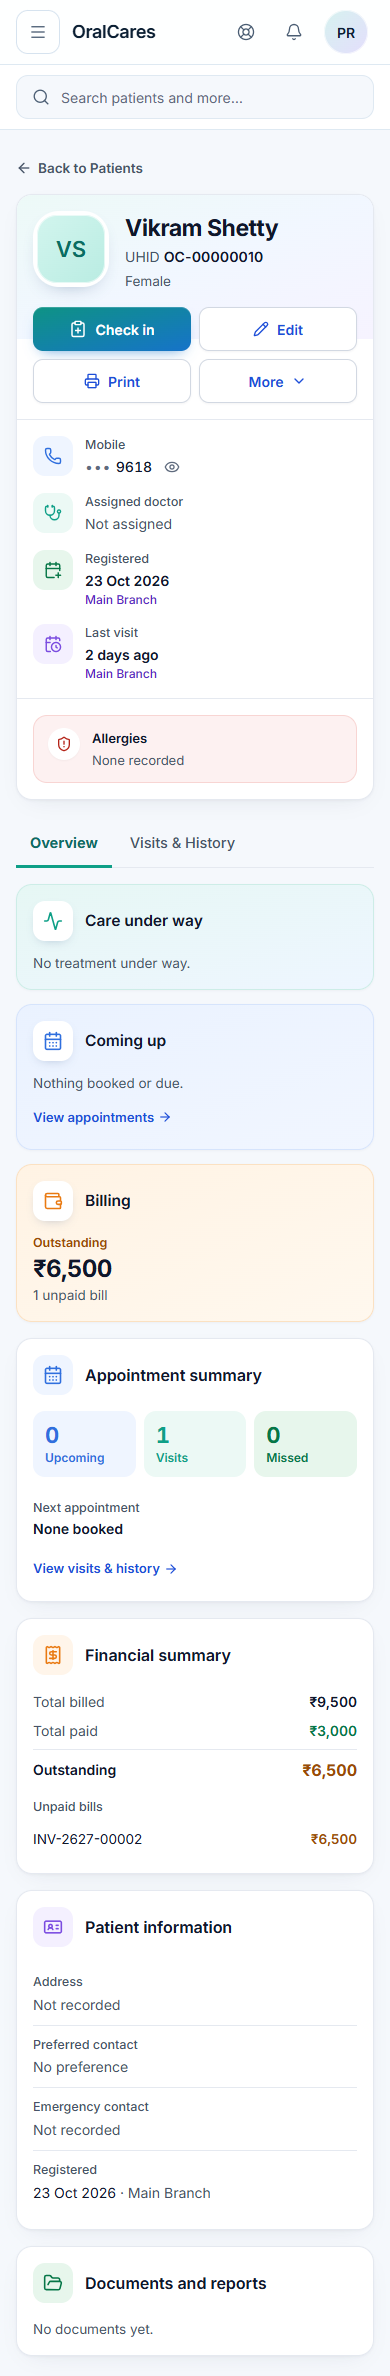 OralCares
PR
Search patients and more...
Back to Patients
VS
Vikram Shetty
UHID OC-00000010
Female
Check in
Edit
Print
More
Mobile
••• 9618
Assigned doctor
Not assigned
Registered
23 Oct 2026
Main Branch
Last visit
2 days ago
Main Branch
Allergies
None recorded
Overview
Visits & History
Care under way
No treatment under way.
Coming up
Nothing booked or due.
View appointments →
Billing
Outstanding
₹6,500
1 unpaid bill
Appointment summary
0
Upcoming
1
Visits
0
Missed
Next appointment
None booked
View visits & history →
Financial summary
Total billed ₹9,500
Total paid ₹3,000
Outstanding ₹6,500
Unpaid bills
INV-2627-00002 ₹6,500
Patient information
Address
Not recorded
Preferred contact
No preference
Emergency contact
Not recorded
Registered
23 Oct 2026 · Main Branch
Documents and reports
No documents yet.